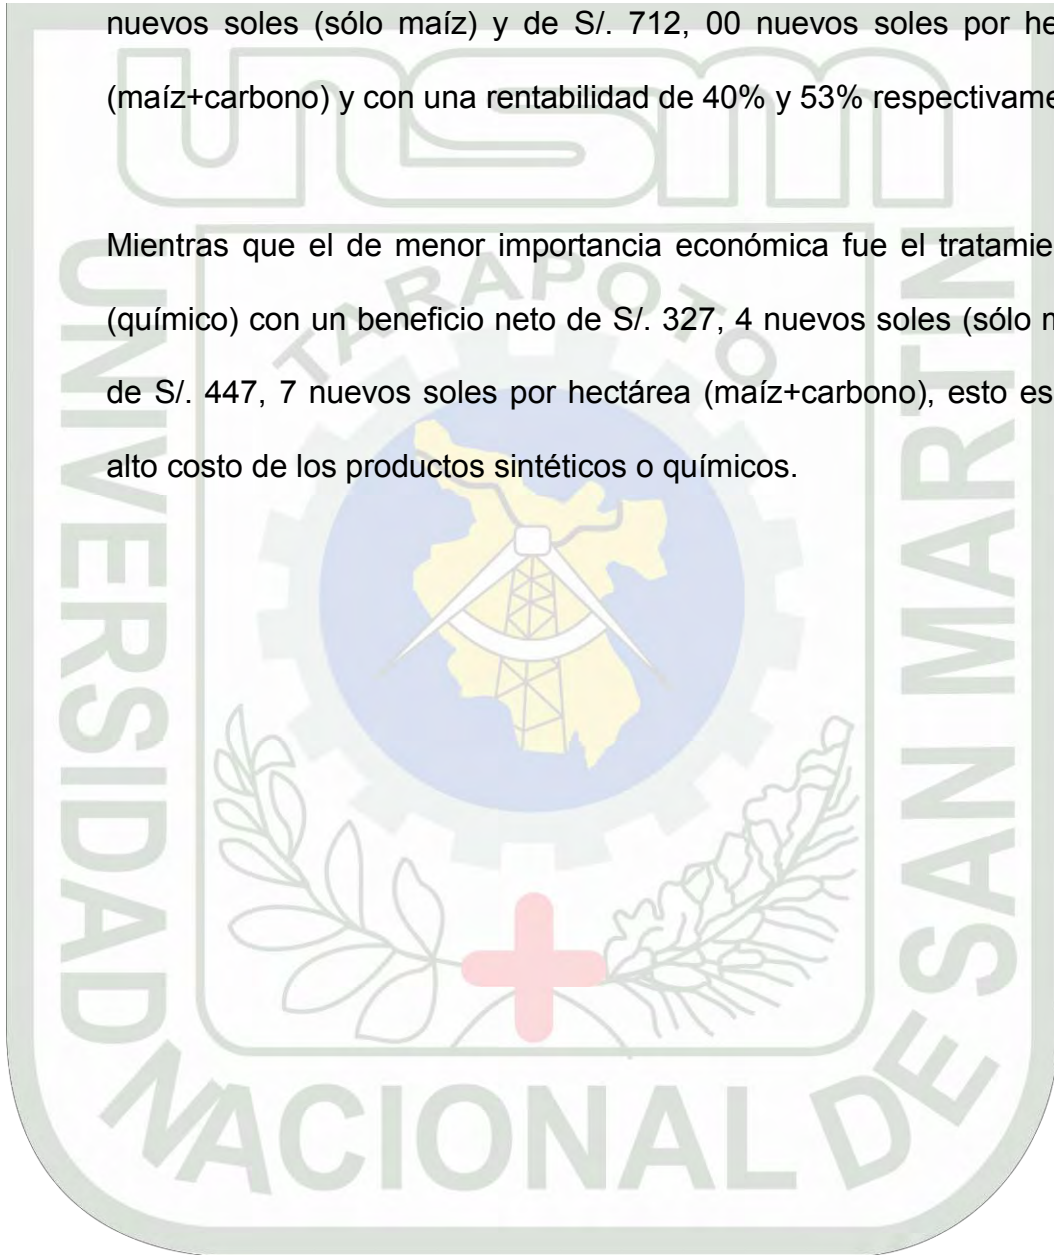 nuevos soles (sólo maíz) y de S/. 712, 00 nuevos soles por he
(maíz+carbono) y con una rentabilidad de 40% y 53% respectivame
Mientras que el de menor importancia económica fue el tratamie
(químico) con un beneficio neto de S/. 327, 4 nuevos soles (sólo m
de S/. 447, 7 nuevos soles por hectárea (maíz+carbono), esto es
alto costo de los productos sintéticos o químicos.
unsm
TARAPOTO
UNIVERSIDAD
NACIONAL DE
SAN MARTIN